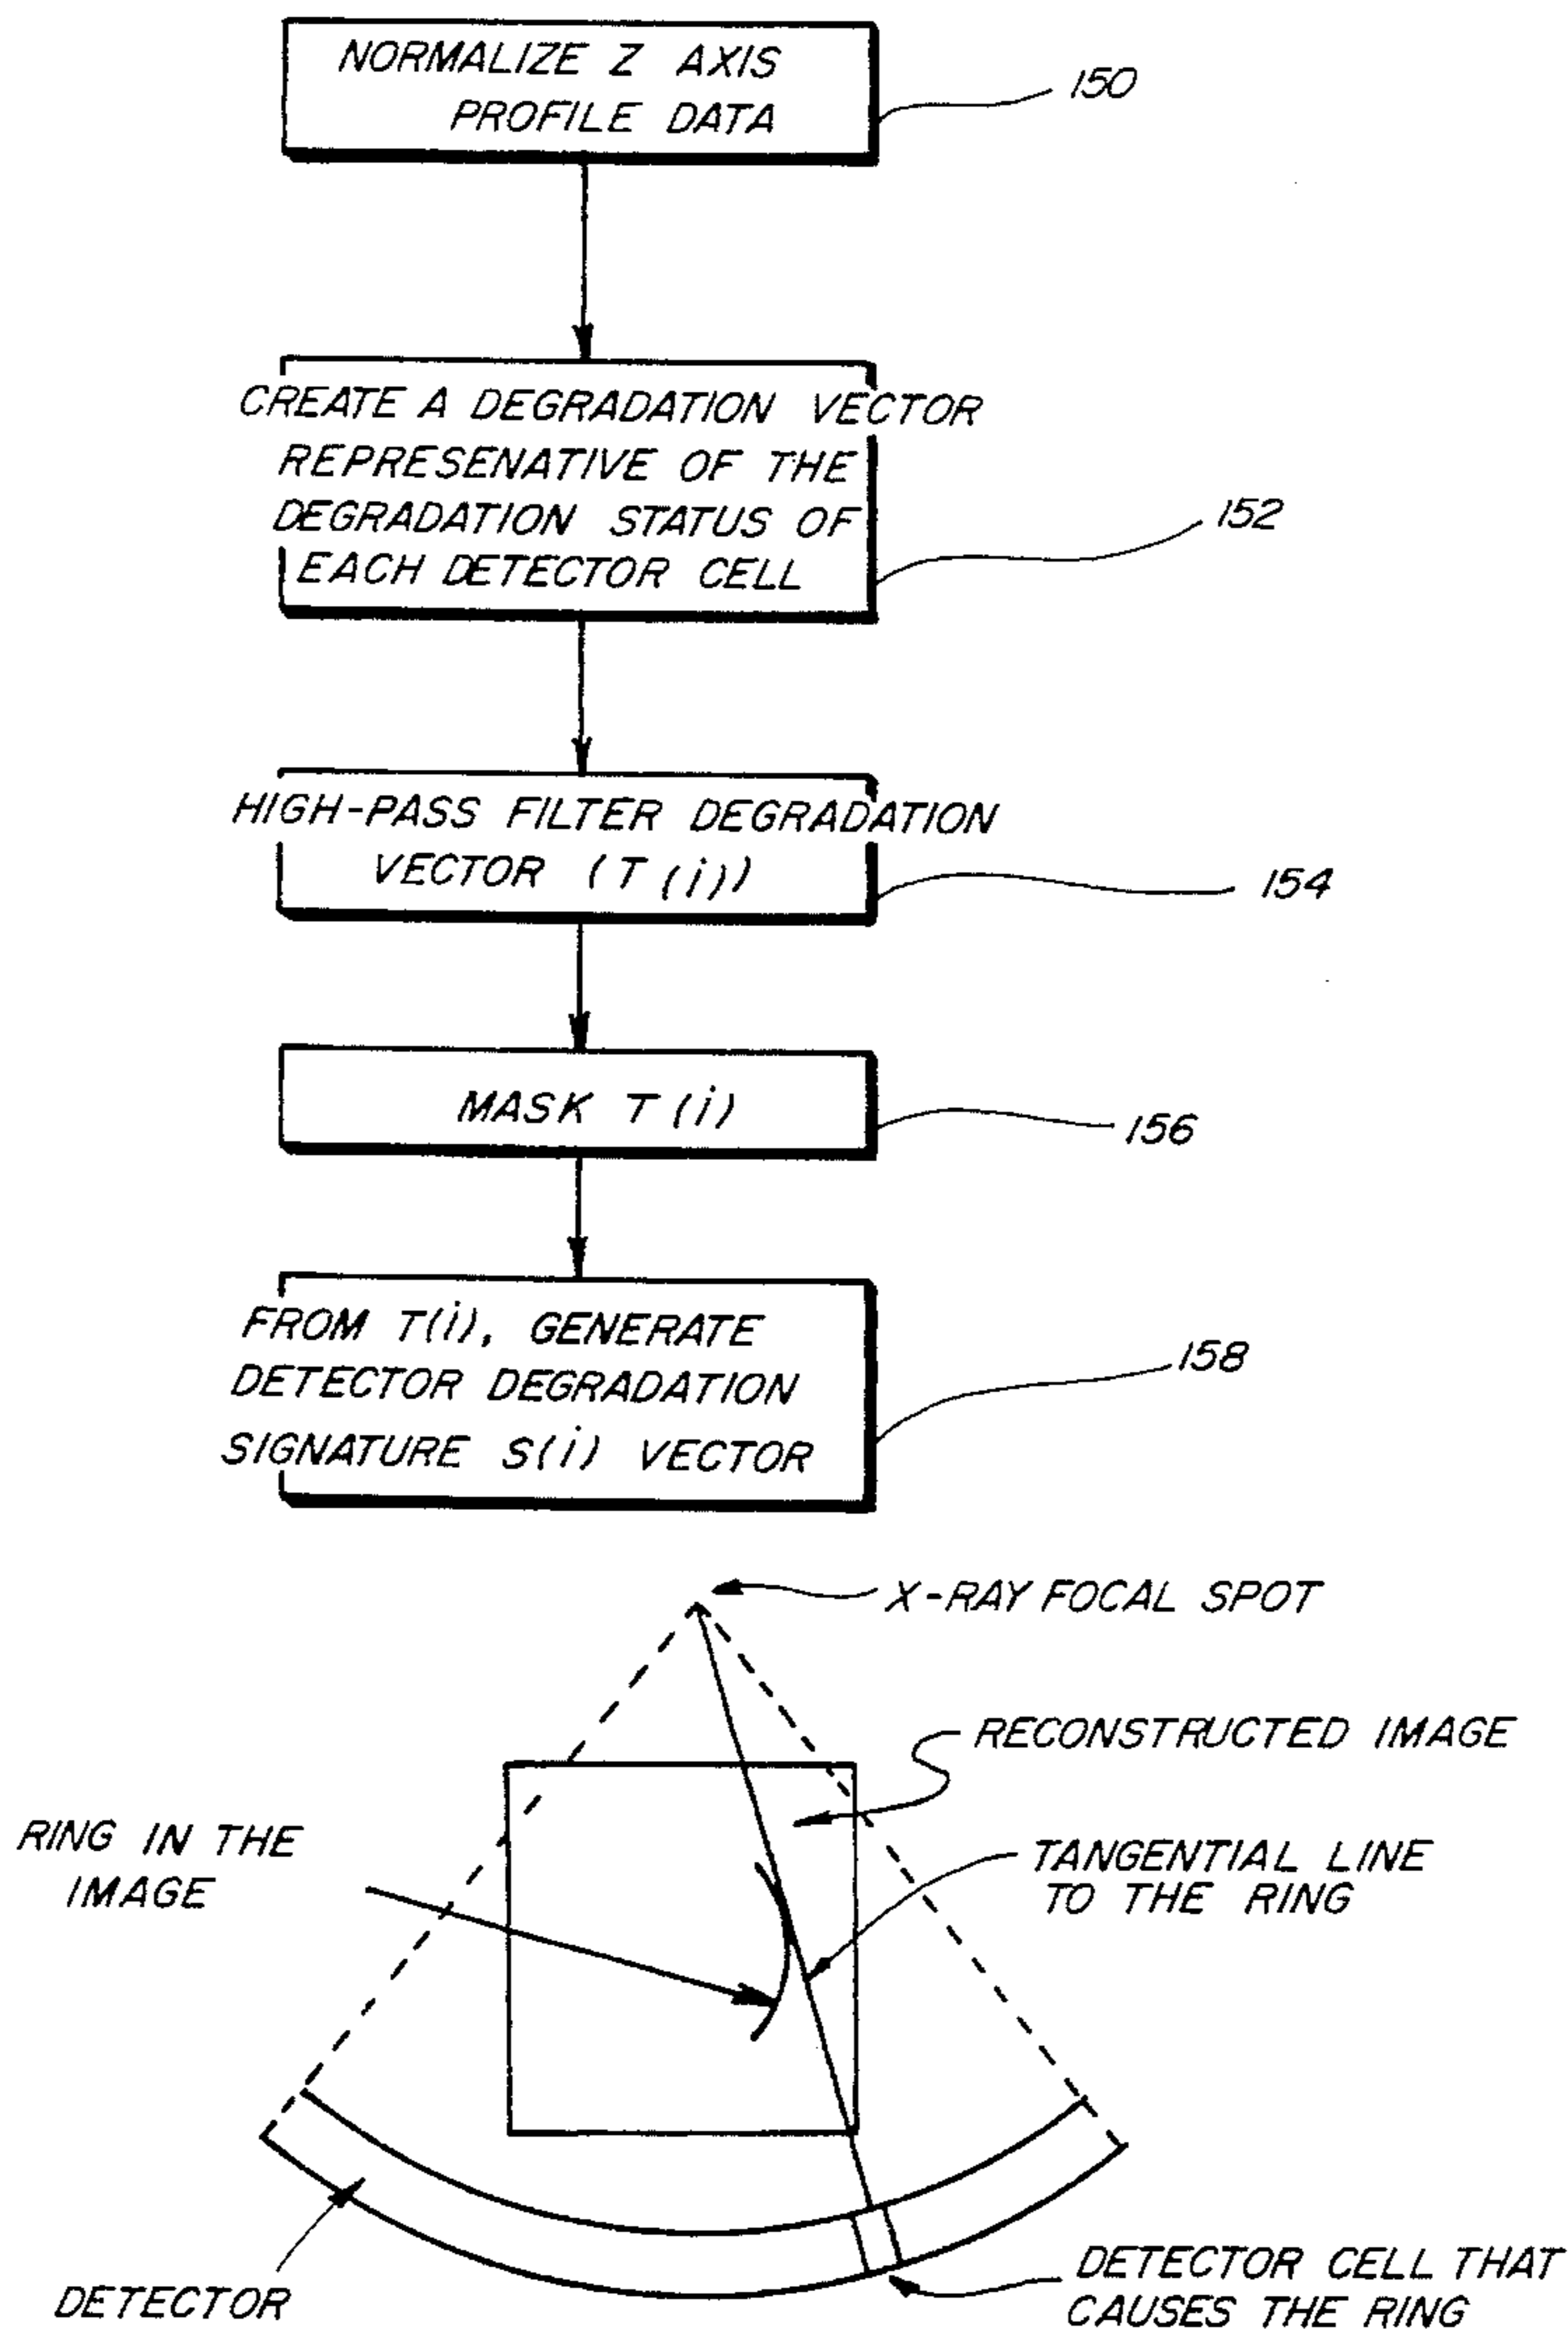 NORMALIZE Z AXIS
PROFILE DATA
150
CREATE A DEGRADATION VECTOR
REPRESENATIVE OF THE
DEGRADATION STATUS OF
EACH DETECTOR CELL
152
HIGH-PASS FILTER DEGRADATION
VECTOR (T(i))
154
MASK T(i)
156
FROM T(i), GENERATE
DETECTOR DEGRADATION
SIGNATURE S(i) VECTOR
158
X-RAY FOCAL SPOT
RECONSTRUCTED IMAGE
RING IN THE
IMAGE
TANGENTIAL LINE
TO THE RING
DETECTOR
DETECTOR CELL THAT
CAUSES THE RING